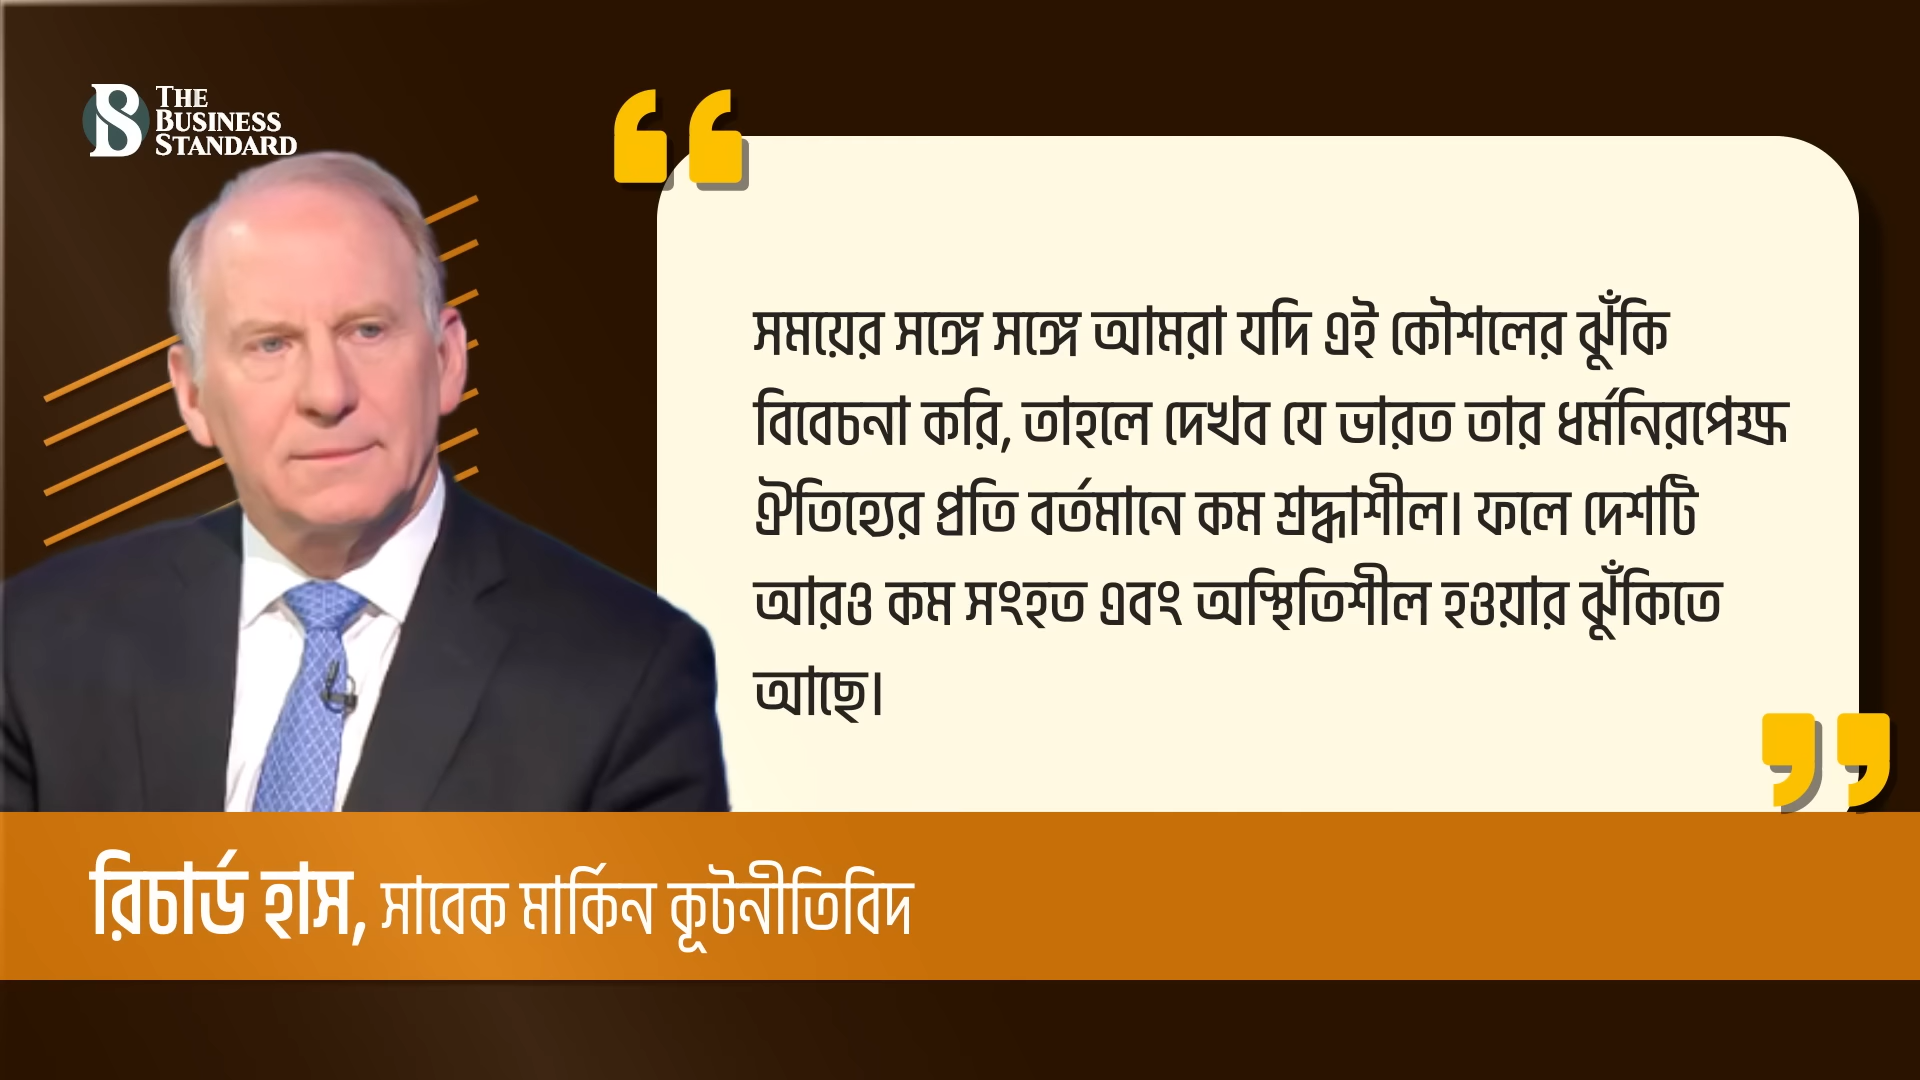 THE
BUSINESS
STANDARD
সময়ের সঙ্গে সঙ্গে আমরা যদি এই কৌশলের ঝুঁকি
বিবেচনা করি, তাহলে দেখব যে ভারত তার ধর্মনিরপেক্ষ
ঐতিহ্যের প্রতি বর্তমানে কম শ্রদ্ধাশীল। ফলে দেশটি
আরও কম সংহত এবং অস্থিতিশীল হওয়ার ঝুঁকিতে
আছে।
রিচার্ড হাস, সাবেক মার্কিন কূটনীতিবিদ